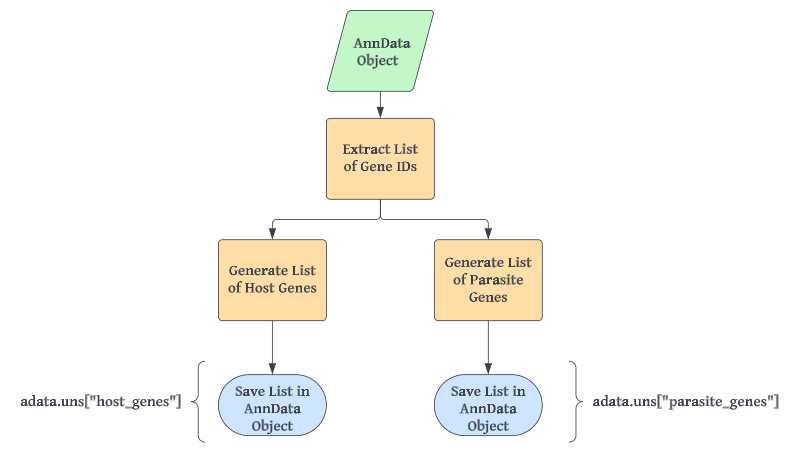 AnnData
Object
Extract List
of Gene IDs
Generate List
of Host Genes
Generate List
of Parasite
Genes
adata.uns["host_genes"]
Save List in
AnnData
Object
Save List in
AnnData
Object
adata.uns["parasite_genes"]